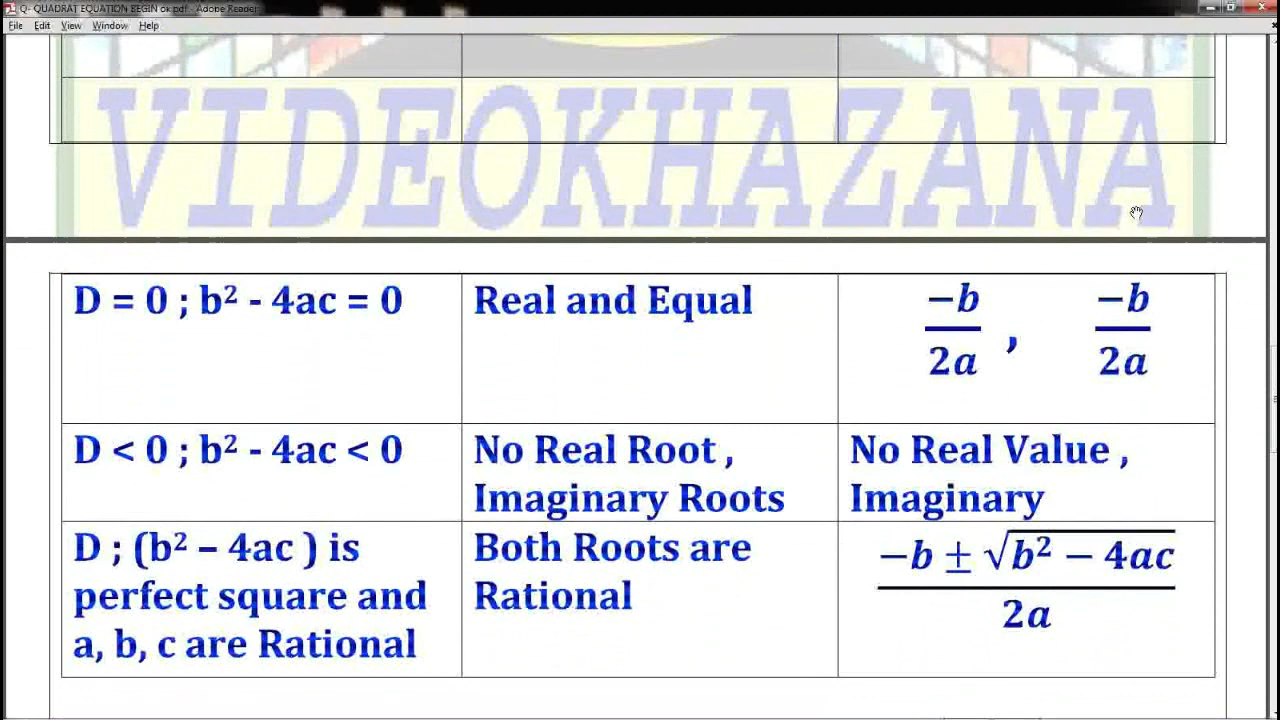 Q- QUADRAT EQUATION BEGIN ok.pdf - Adobe Reader
File Edit View Window Help
VIDEOKHAZANA
D = 0 ; b² - 4ac = 0
Real and Equal
−b/2a , −b/2a
D < 0 ; b² - 4ac < 0
No Real Root ,
Imaginary Roots
No Real Value ,
Imaginary
D ; (b² – 4ac ) is
perfect square and
a, b, c are Rational
Both Roots are
Rational
−b ± √b² − 4ac
2a